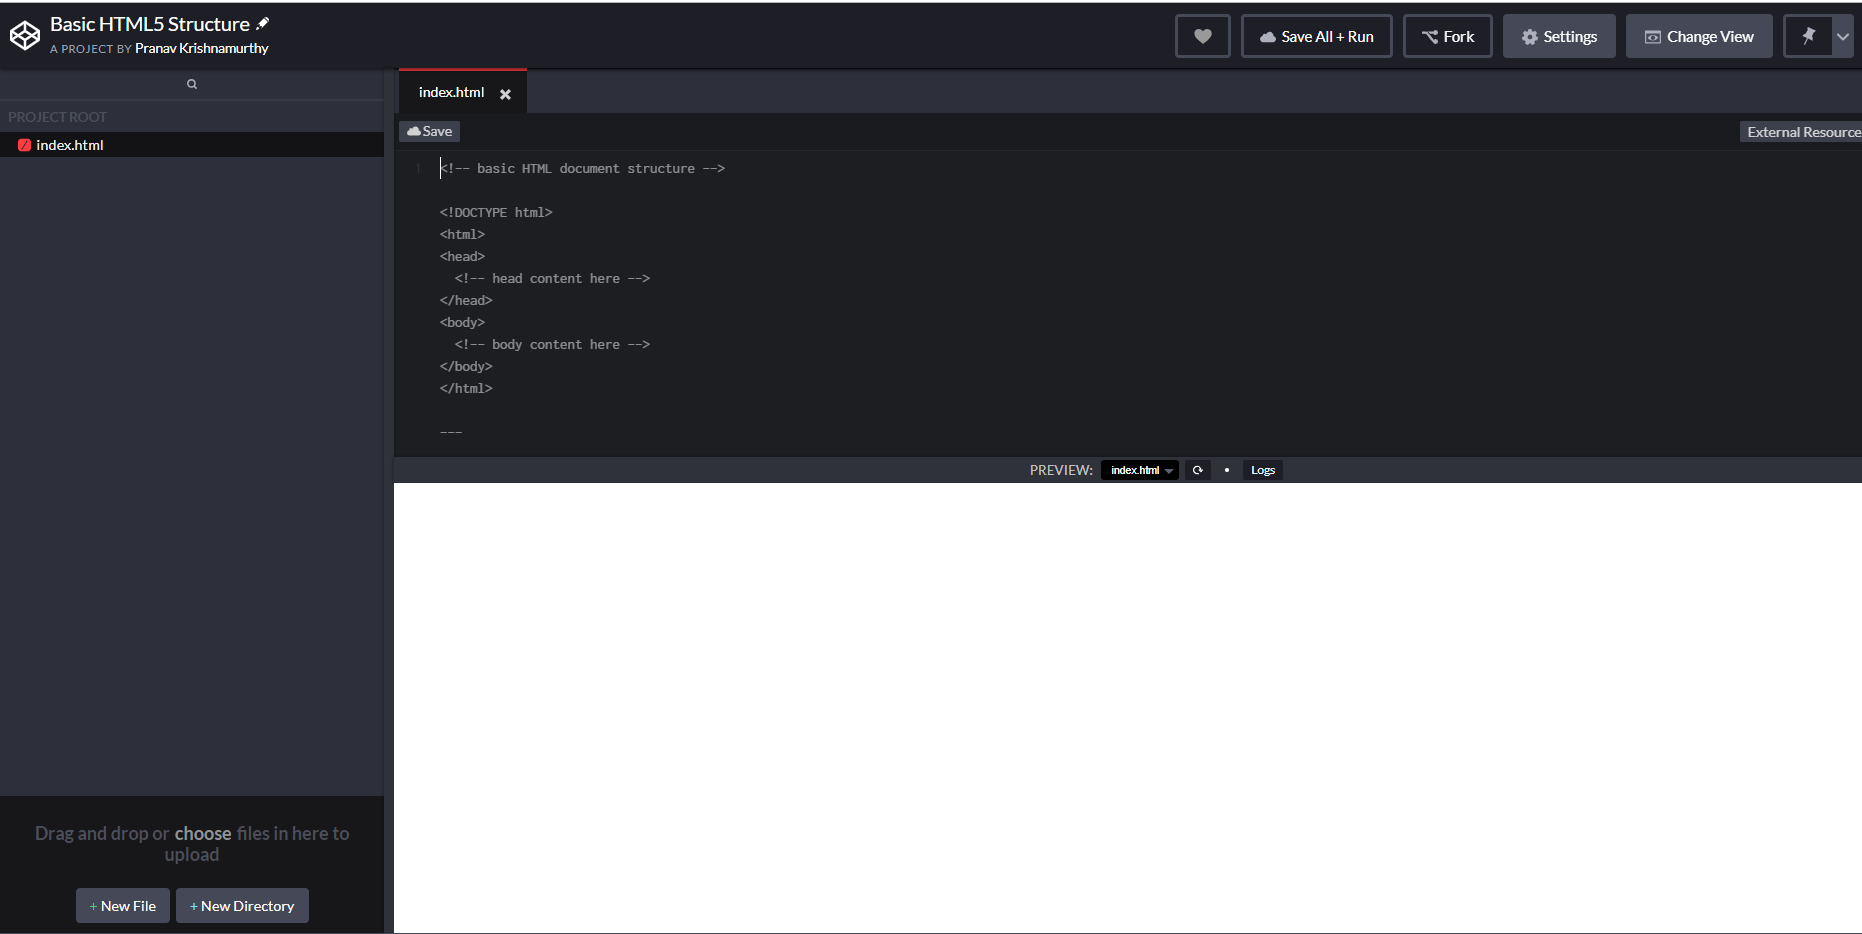 Basic HTML5 Structure
A PROJECT BY Pranav Krishnamurthy
Save All + Run
Fork
Settings
Change View
PROJECT ROOT
index.html
index.html
Save
External Resource
1 <!-- basic HTML document structure -->
<!DOCTYPE html>
<html>
<head>
<!-- head content here -->
</head>
<body>
<!-- body content here -->
</body>
</html>
---
PREVIEW: index.html • Logs
Drag and drop or choose files in here to
upload
+ New File
+ New Directory